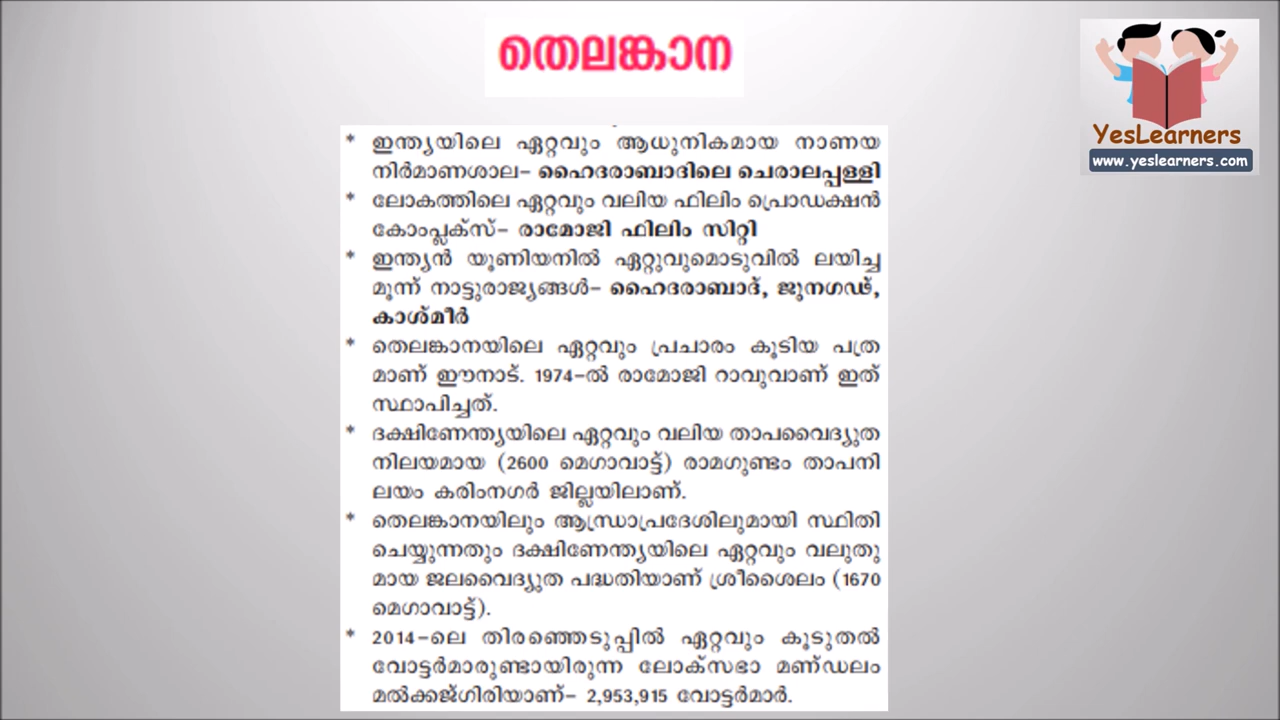 തെലങ്കാന
YesLearners
www.yeslearners.com
* ഇന്ത്യയിലെ ഏറ്റവും ആധുനികമായ നാണയ
നിർമാണശാല- ഹൈദരാബാദിലെ ചെരാലപ്പള്ളി
* ലോകത്തിലെ ഏറ്റവും വലിയ ഫിലിം പ്രൊഡക്ഷൻ
കോംപ്ലക്സ്- രാമോജി ഫിലിം സിറ്റി
* ഇന്ത്യൻ യൂണിയനിൽ ഏറ്റുവുമൊടുവിൽ ലയിച്ച
മൂന്ന് നാട്ടുരാജ്യങ്ങൾ- ഹൈദരാബാദ്, ജുനഗഢ്,
കാശ്മീർ
* തെലങ്കാനയിലെ ഏറ്റവും പ്രചാരം കൂടിയ പത്ര
മാണ് ഈനാട്. 1974-ൽ രാമോജി റാവുവാണ് ഇത്
സ്ഥാപിച്ചത്.
* ദക്ഷിണേന്ത്യയിലെ ഏറ്റവും വലിയ താപവൈദ്യുത
നിലയമായ (2600 മെഗാവാട്ട്) രാമഗുണ്ടം താപനി
ലയം കരിംനഗർ ജില്ലയിലാണ്.
* തെലങ്കാനയിലും ആന്ധ്രാപ്രദേശിലുമായി സ്ഥിതി
ചെയ്യുന്നതും ദക്ഷിണേന്ത്യയിലെ ഏറ്റവും വലുതു
മായ ജലവൈദ്യുത പദ്ധതിയാണ് ശ്രീശൈലം (1670
മെഗാവാട്ട്).
* 2014-ലെ തിരഞ്ഞെടുപ്പിൽ ഏറ്റവും കൂടുതൽ
വോട്ടർമാരുണ്ടായിരുന്ന ലോക്സഭാ മണ്ഡലം
മൽക്കജ്ഗിരിയാണ്- 2,953,915 വോട്ടർമാർ.